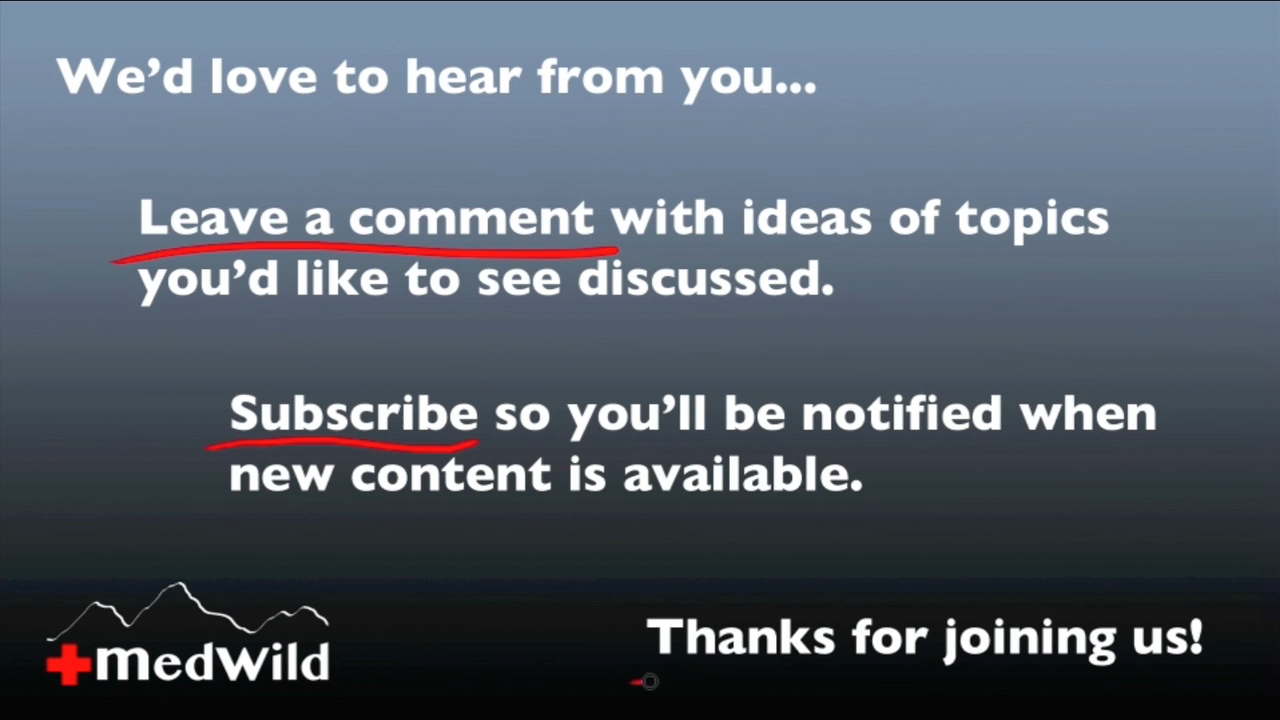 We’d love to hear from you...
Leave a comment with ideas of topics
you’d like to see discussed.
Subscribe so you’ll be notified when
new content is available.
medWild
Thanks for joining us!